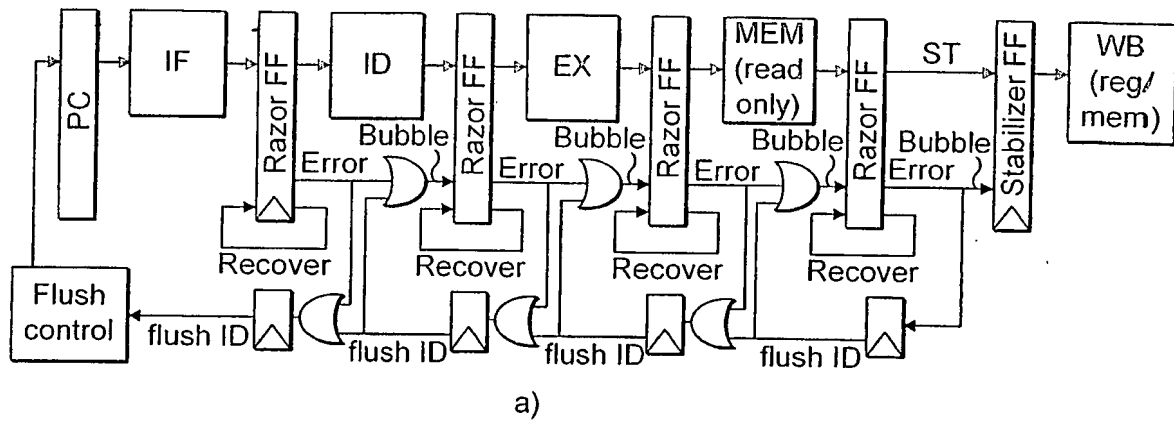 PC
IF
Razor FF
ID
Razor FF
EX
Razor FF
MEM
(read
only)
Razor FF
ST
Stabilizer FF
WB
(reg/
mem)
Error
Bubble
Error
Bubble
Error
Bubble
Error
Bubble
Recover
Recover
Recover
Recover
Flush
control
flush ID
flush ID
flush ID
flush ID
a)